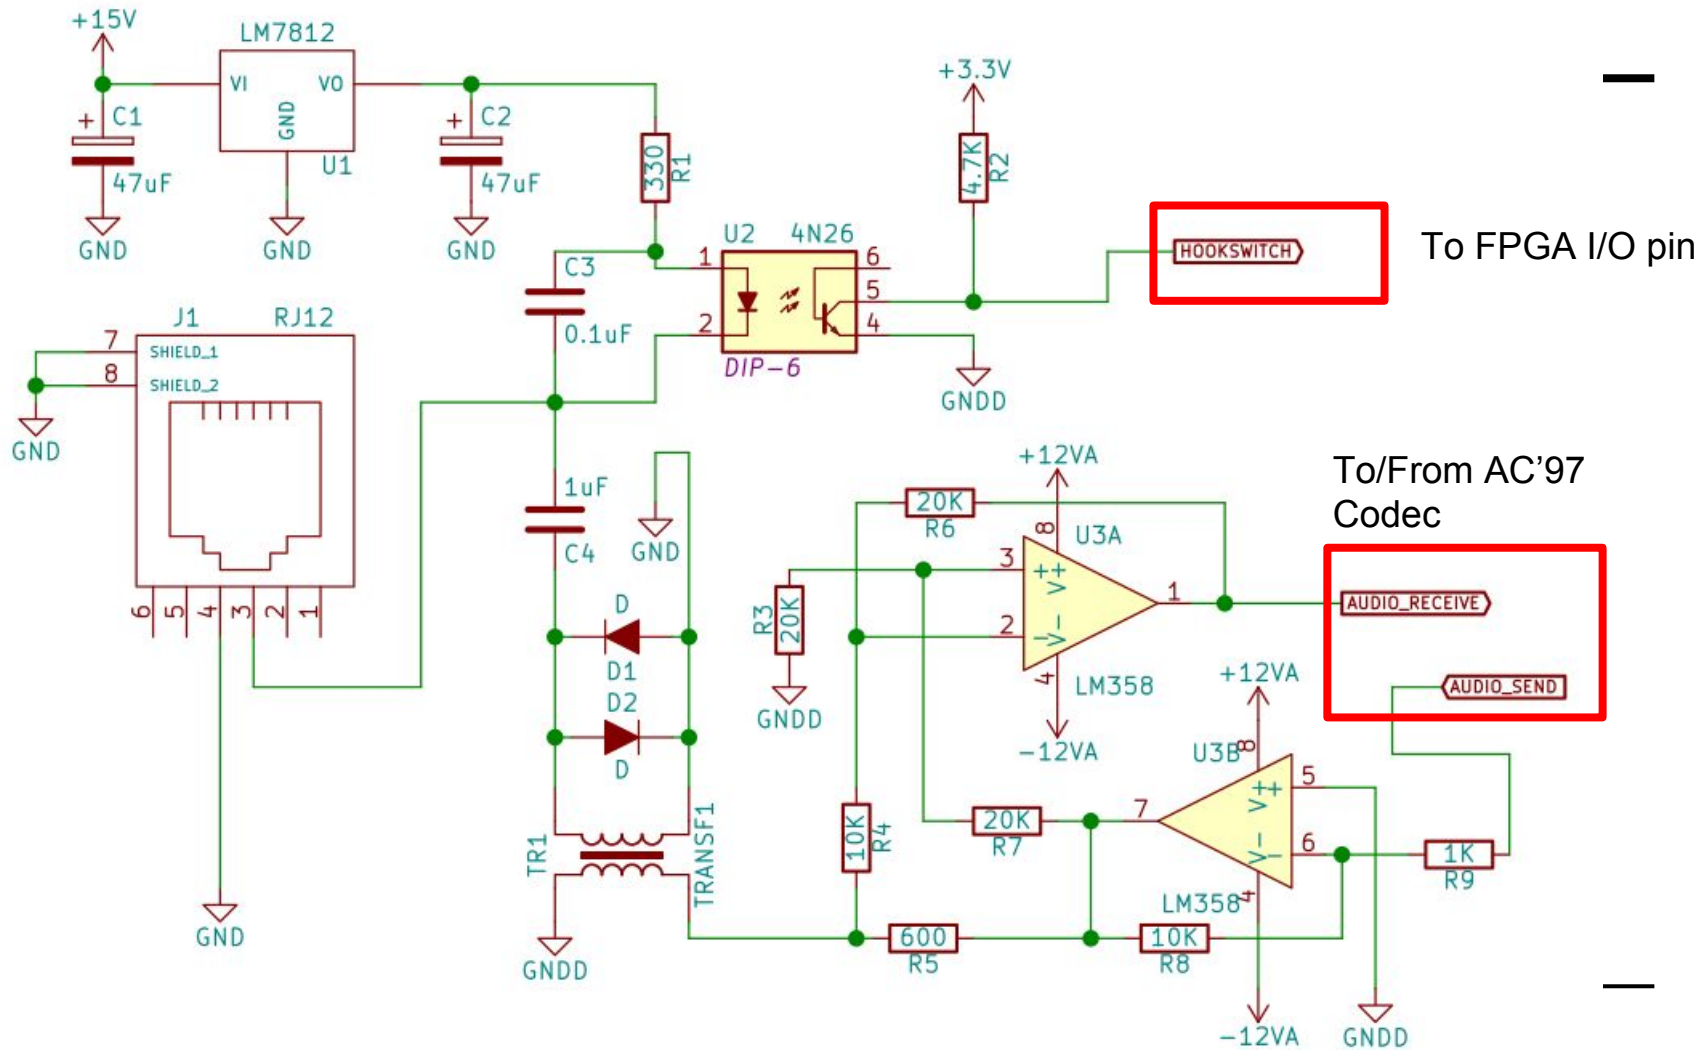 +15V
LM7812
VI
VO
GND
U1
+
C1
47uF
GND
GND
+
C2
47uF
GND
330
R1
+3.3V
4.7K
R2
HOOKSWITCH
To FPGA I/O pin
U2
4N26
1
2
6
5
4
DIP-6
GNDD
C3
0.1uF
J1
RJ12
7
SHIELD_1
8
SHIELD_2
GND
6
5
4
3
2
1
GND
1uF
C4
GND
D
D1
D2
D
TR1
TRANSF1
GNDD
+12VA
20K
R6
8
U3A
3
+
V+
2
V-
1
4
LM358
-12VA
R3
20K
GNDD
To/From AC'97
Codec
AUDIO_RECEIVE
AUDIO_SEND
+12VA
U3B
8
5
V+
+
7
6
V-
4
LM358
-12VA
GNDD
20K
R7
10K
R4
600
R5
10K
R8
1K
R9